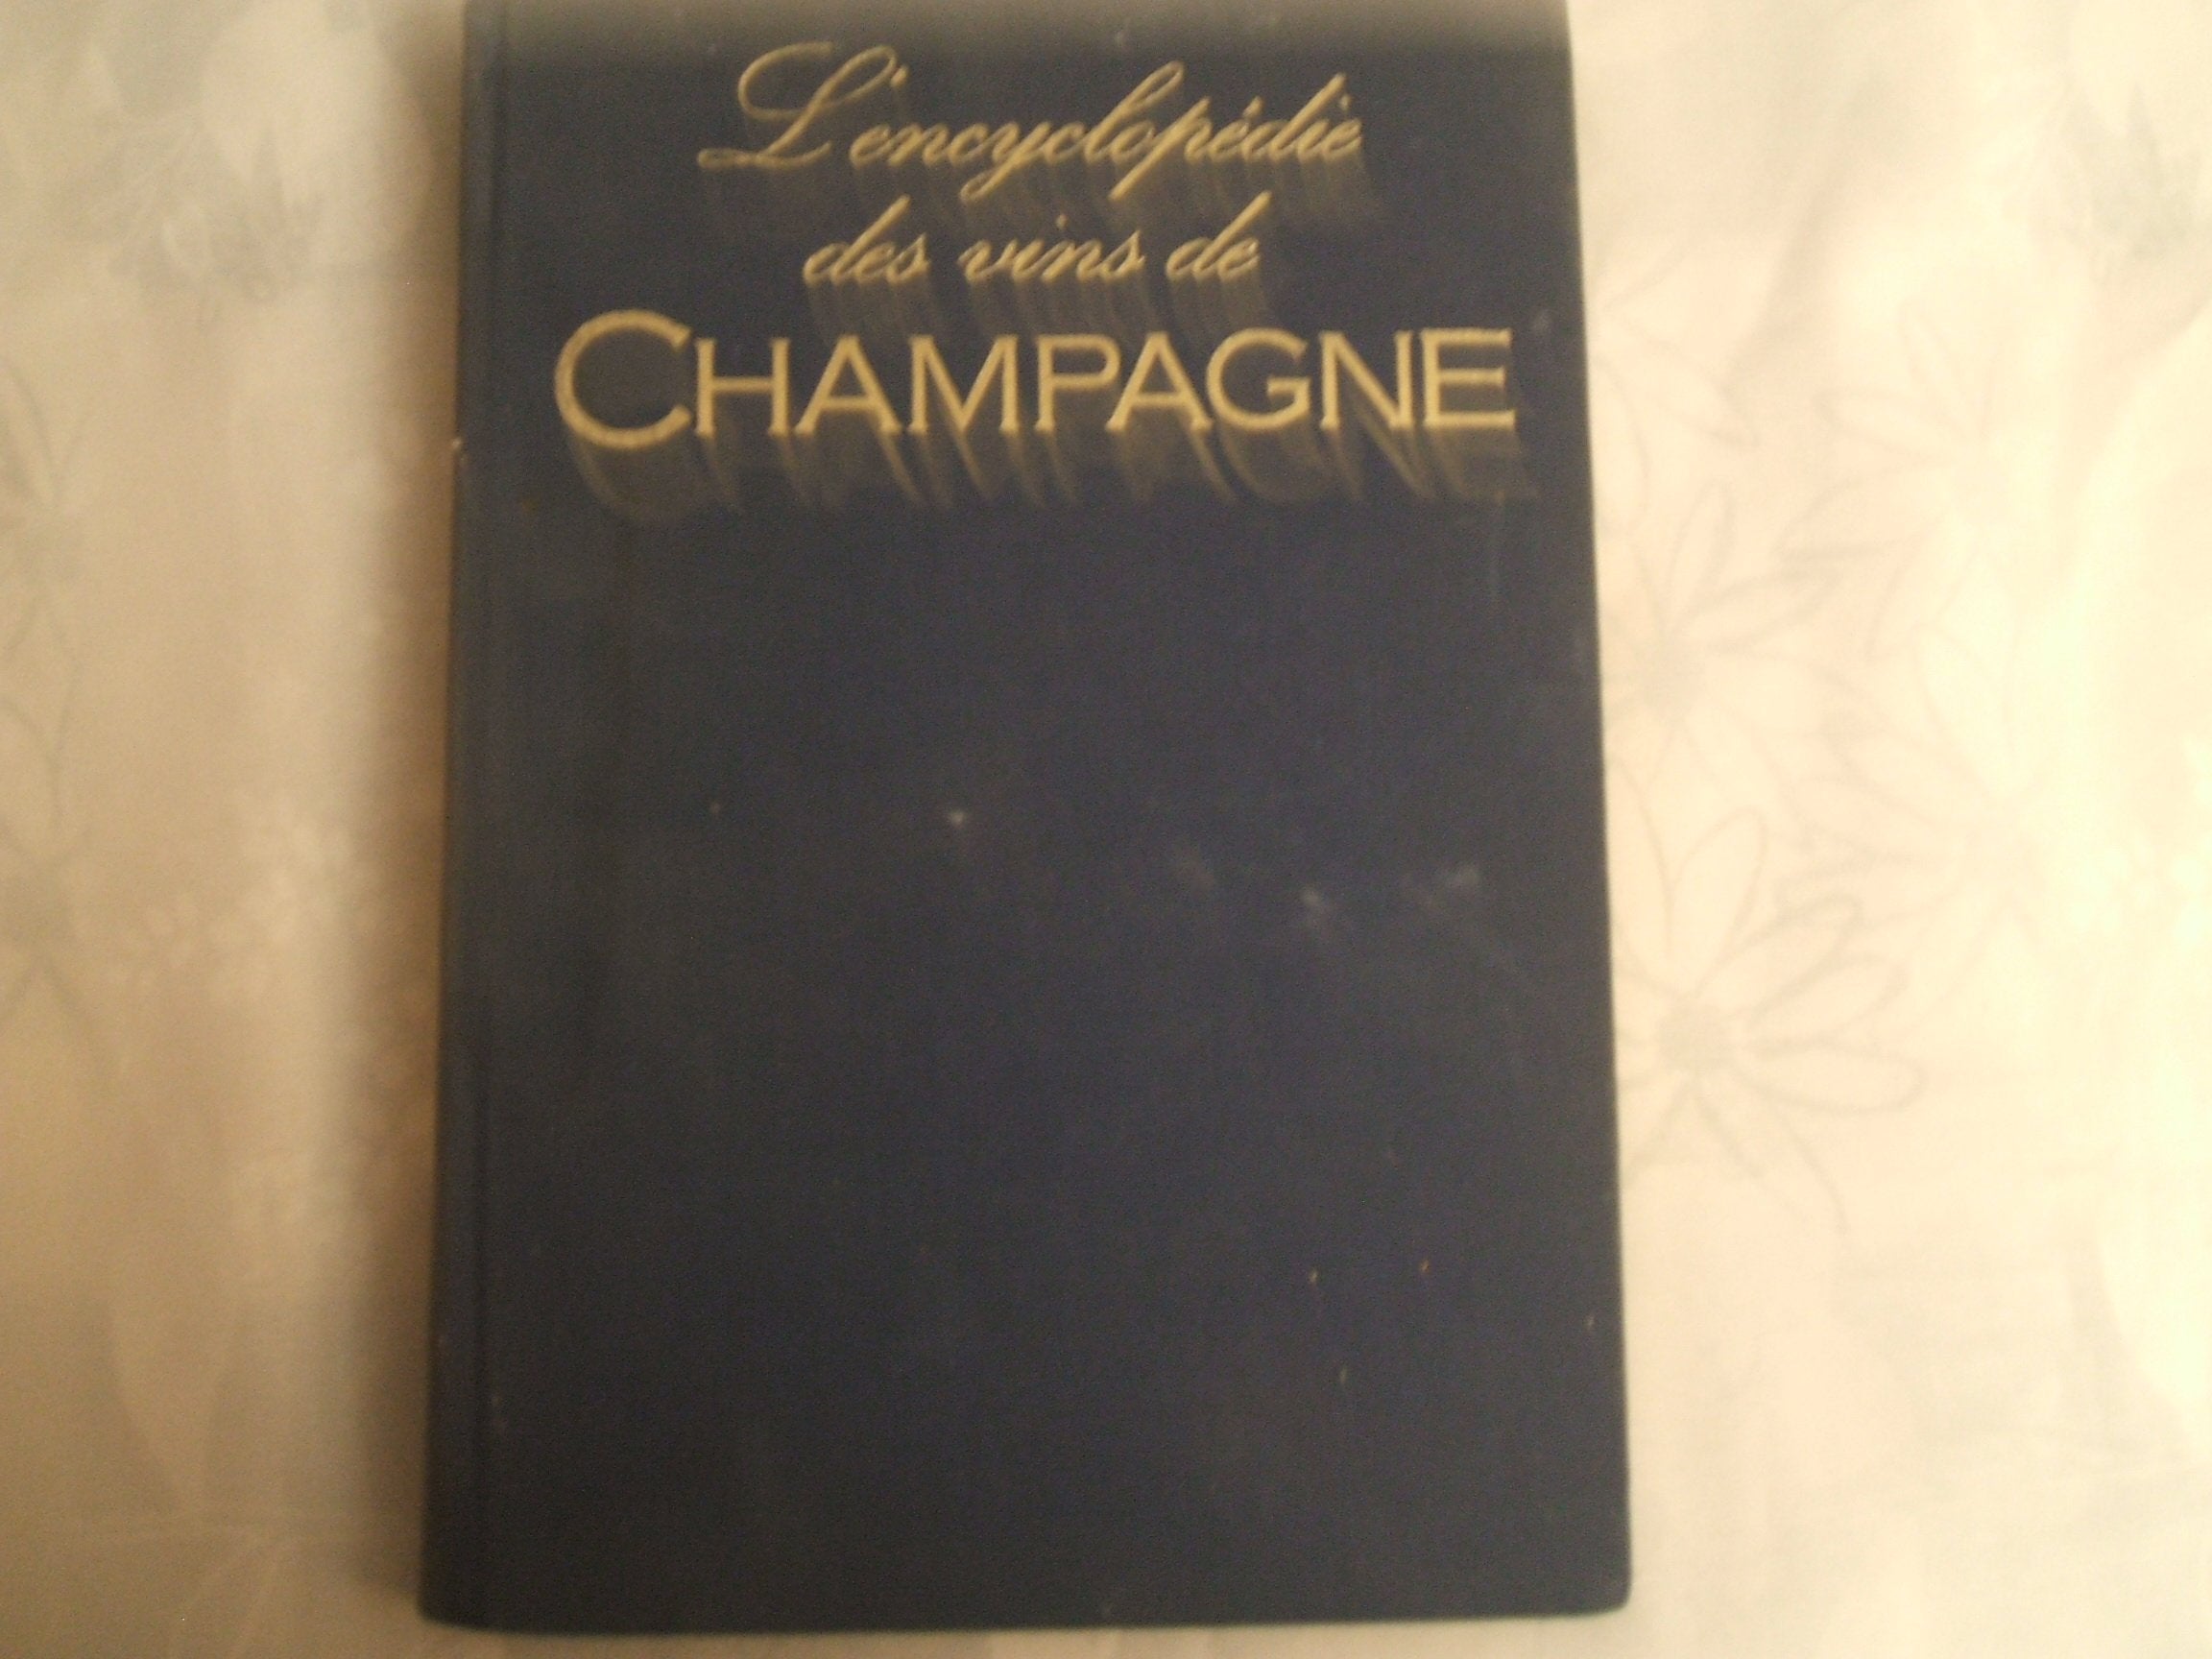 L'encyclopédie
des vins de
CHAMPAGNE